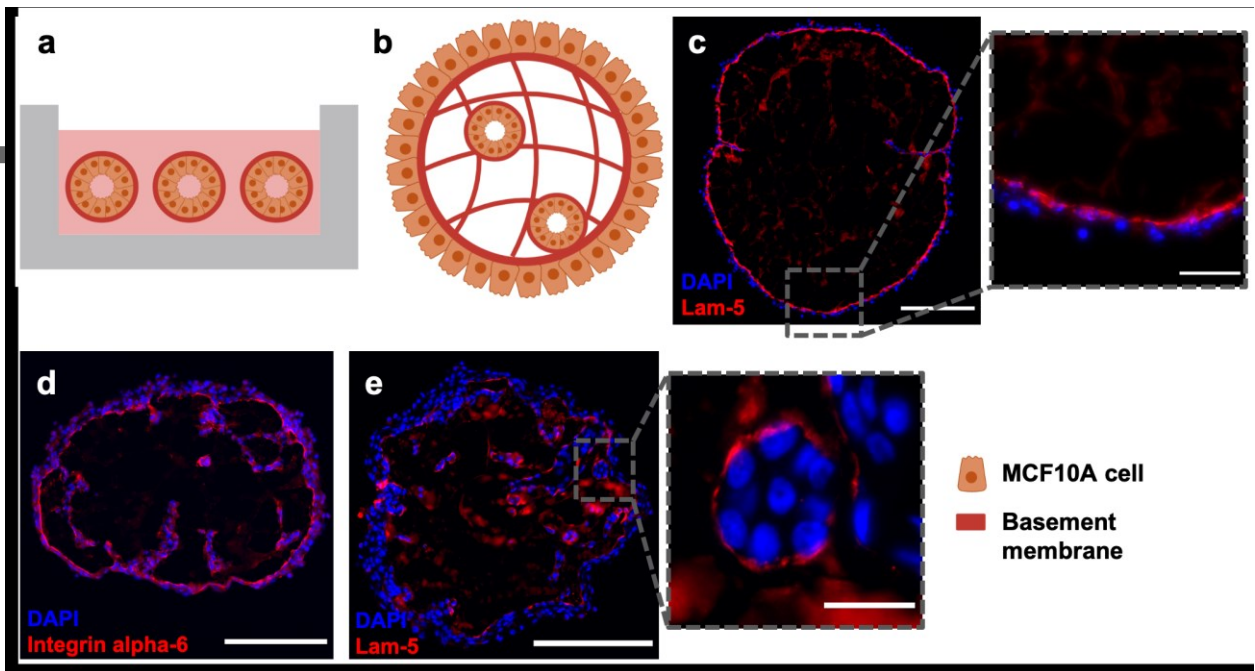 a
b
c
DAPI
Lam-5
d
DAPI
Integrin alpha-6
e
DAPI
Lam-5
MCF10A cell
Basement
membrane